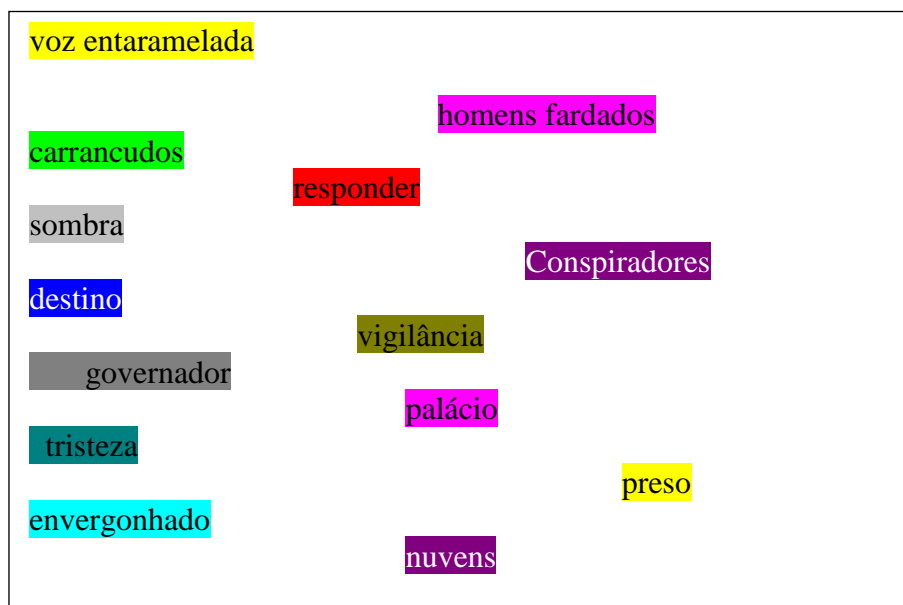 voz entaramelada
homens fardados
carrancudos
responder
sombra
Conspiradores
destino
vigilância
governador
palácio
tristeza
preso
envergonhado
nuvens